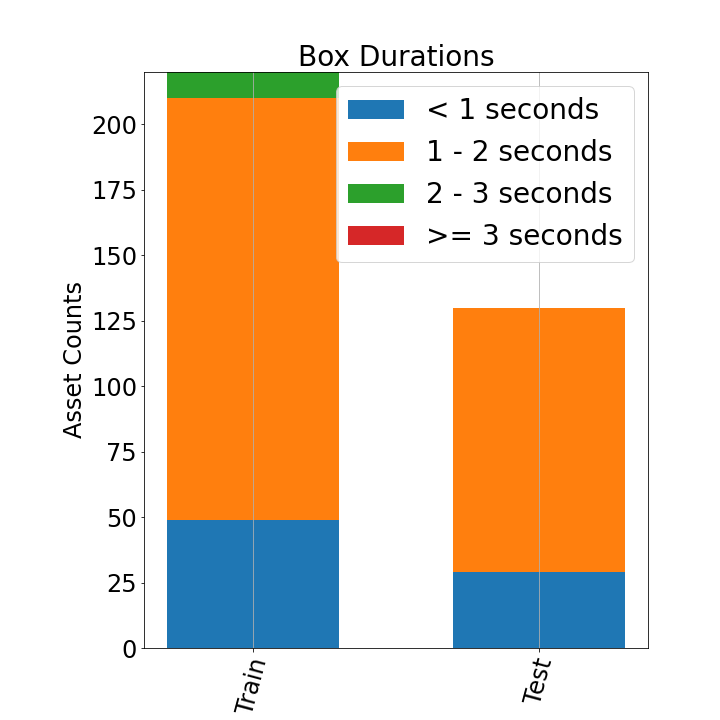 Box Durations
< 1 seconds
1 - 2 seconds
2 - 3 seconds
>= 3 seconds
Asset Counts
200
175
150
125
100
75
50
25
0
Train
Test